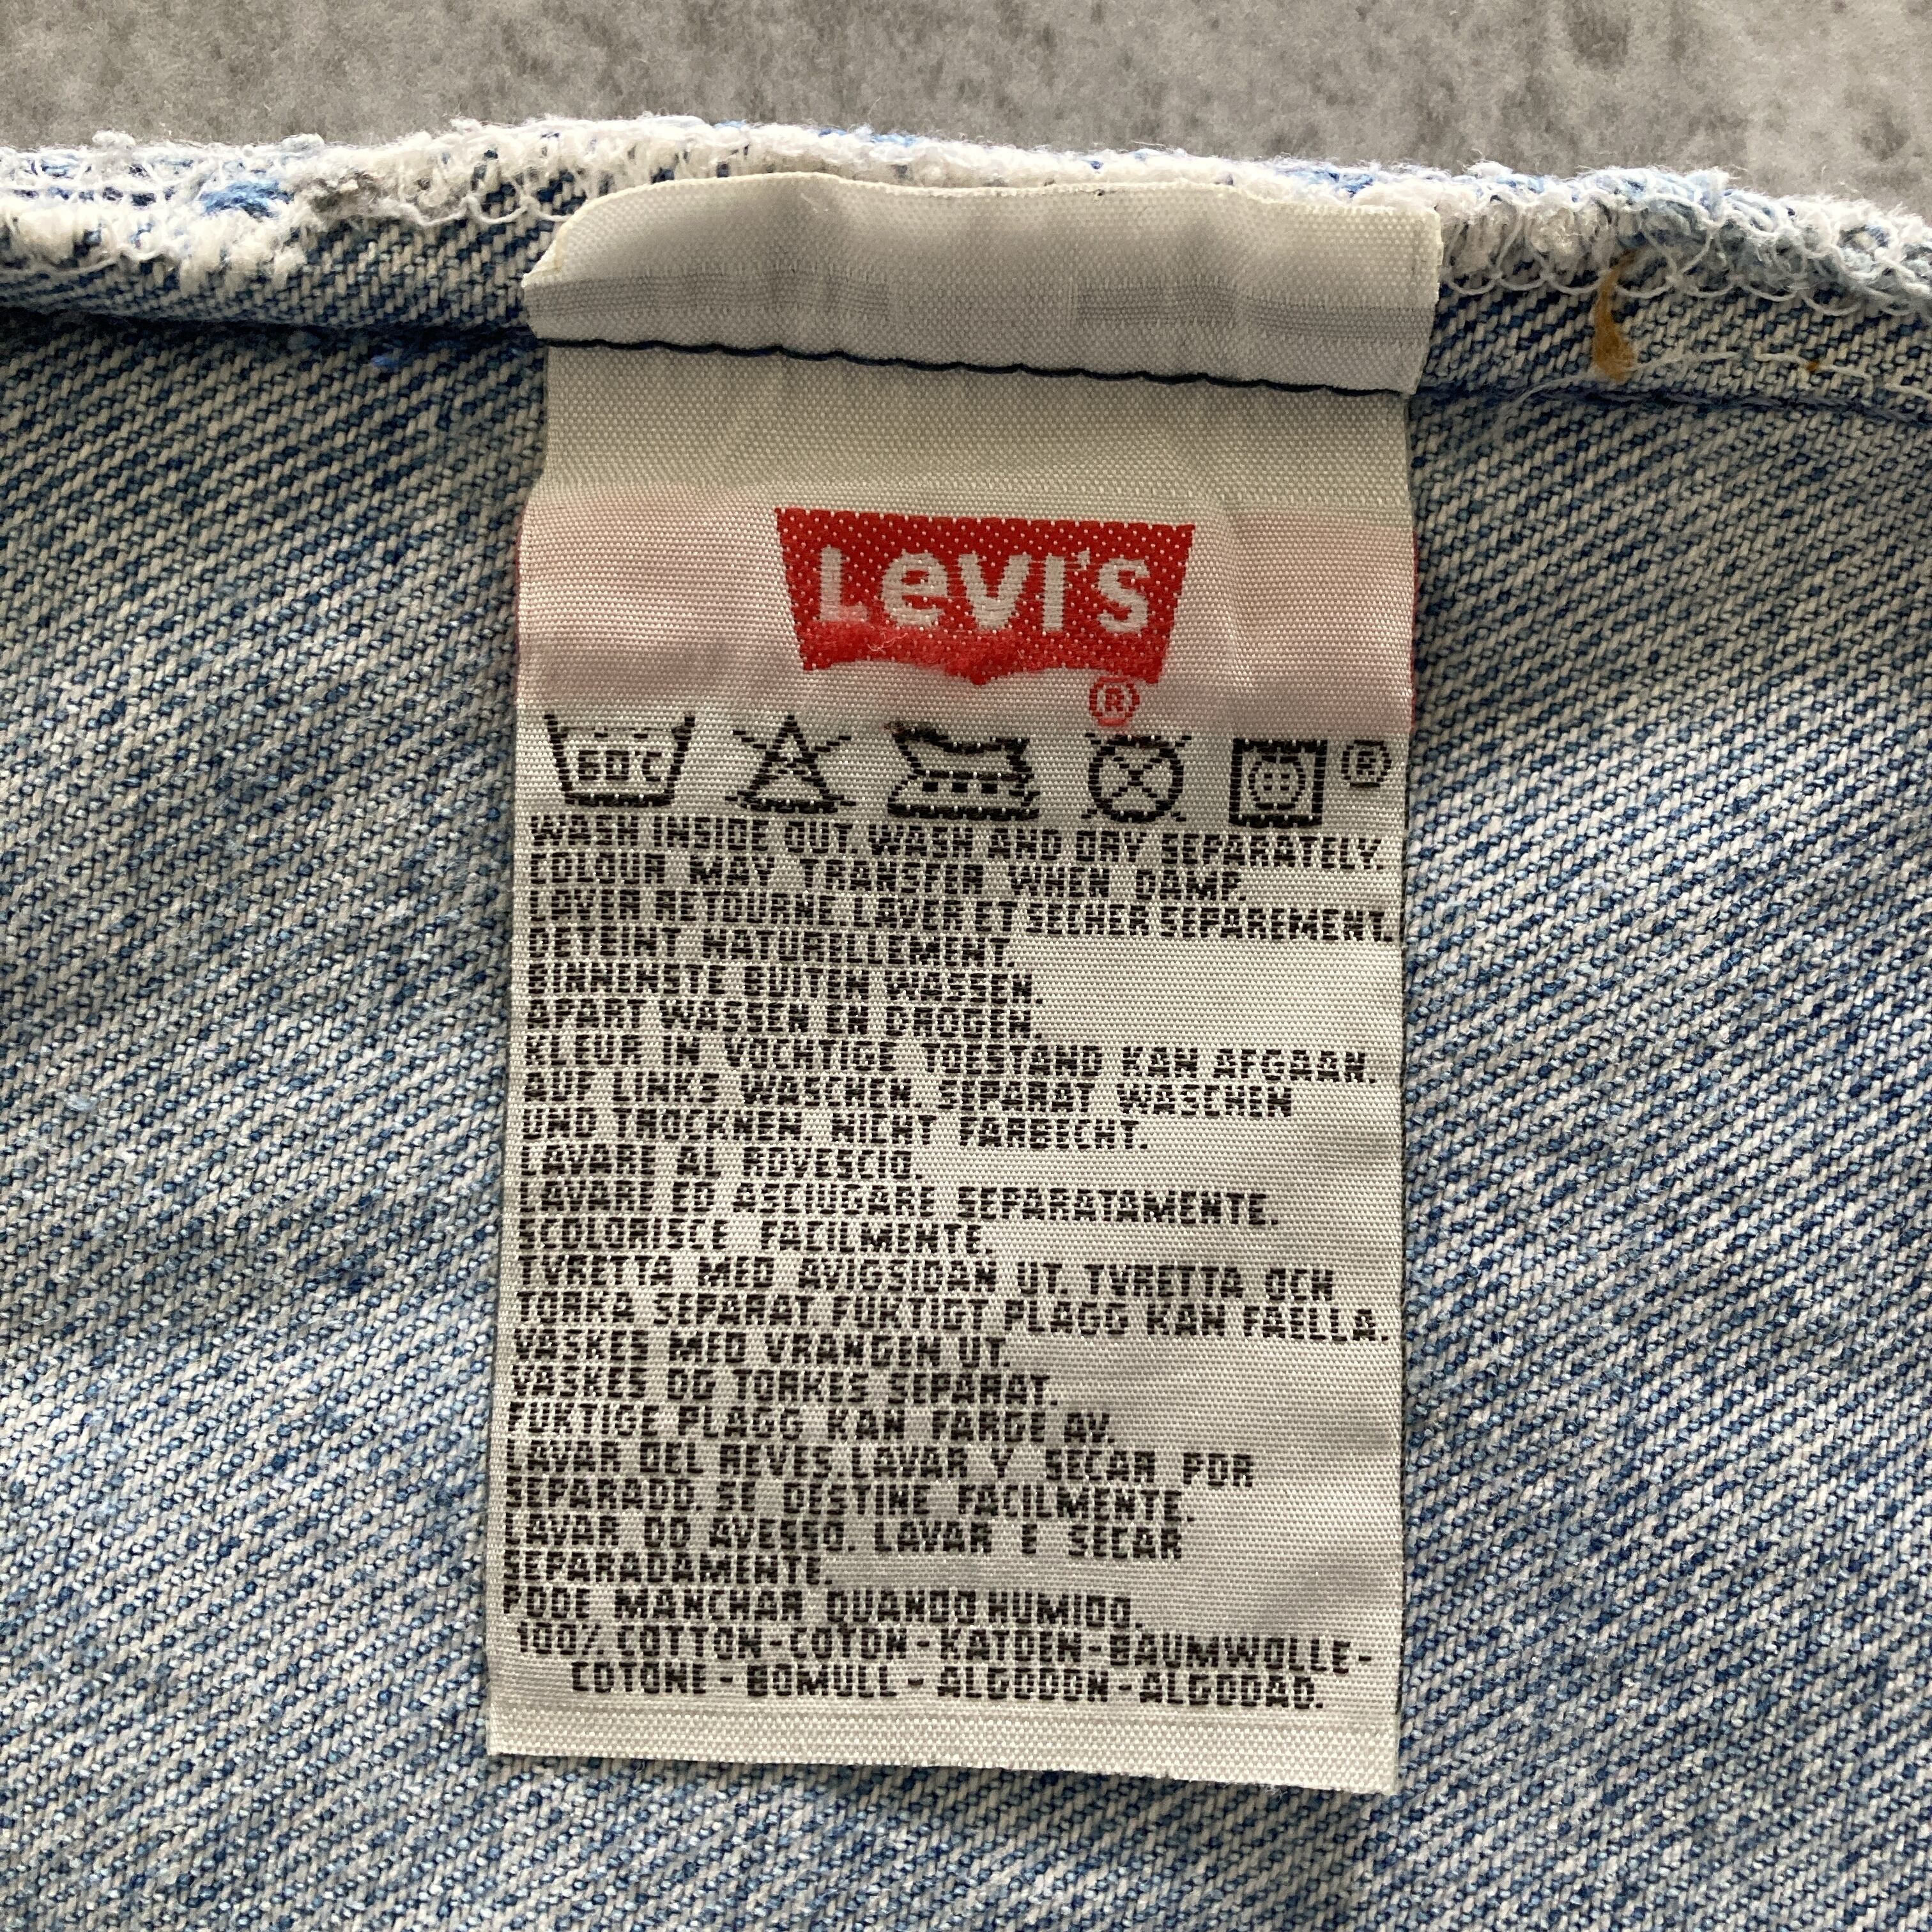 LEVI'S
®
60°C ®
WASH INSIDE OUT. WASH AND DRY SEPARATELY.
COLOUR MAY TRANSFER WHEN DAMP.
LAVER RETOURNE. LAVER ET SECHER SEPAREMENT.
DETEINT NATURELLEMENT.
BINNENSTE BUITEN WASSEN.
APART WASSEN EN DROGEN.
KLEUR IN VOCHTIGE TOESTAND KAN AFGAAN.
AUF LINKS WASCHEN. SEPARAT WASCHEN
UND TROCKNEN. NICHT FARBECHT.
LAVARE AL ROVESCIO.
LAVARE ED ASCIUGARE SEPARATAMENTE.
SCOLORISCE FACILMENTE.
TVRETTA MED AVIGSIDAN UT. TVRETTA OCH
TORKA SEPARAT. FUKTIGT PLAGG KAN FAELLA.
VASKES MED VRANGEN UT.
VASKES OG TORKES SEPARAT.
FUKTIGE PLAGG KAN FARGE AV.
LAVAR DEL REVES. LAVAR Y SECAR POR
SEPARADO. SE DESTINE FACILMENTE.
LAVAR DO AVESSO. LAVAR E SECAR
SEPARADAMENTE.
PODE MANCHAR QUANDO HUMIDO.
100% COTTON-COTON-KATOEN-BAUMWOLLE-
COTONE-BOMULL-ALGODON-ALGODAO.